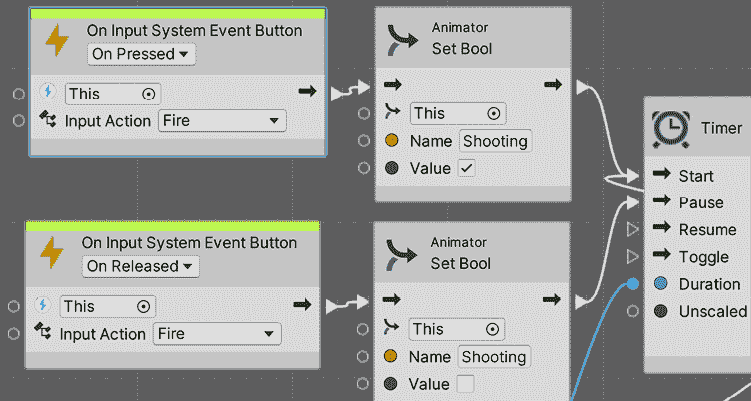 On Input System Event Button
On Pressed
This
Input Action Fire
Animator
Set Bool
This
Name Shooting
Value
Timer
Start
Pause
Resume
Toggle
Duration
Unscaled
On Input System Event Button
On Released
This
Input Action Fire
Animator
Set Bool
This
Name Shooting
Value